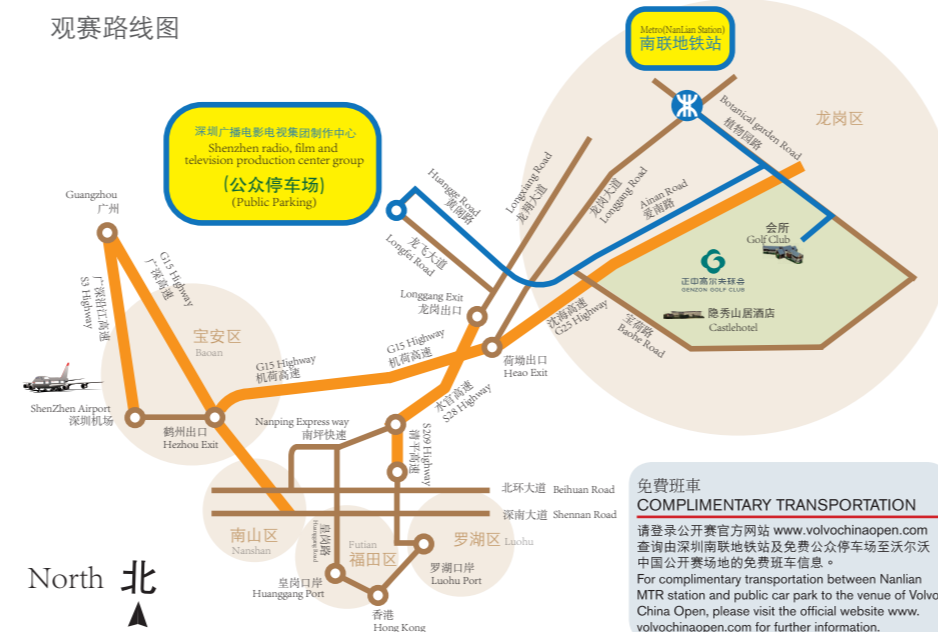 观赛路线图
Metro(NanLian Station)
南联地铁站
深圳广播电影电视集团制作中心
Shenzhen radio, film and
television production center group
(公众停车场)
(Public Parking)
龙岗区
Botanical garden Road
植物园路
Guangzhou
广州
Huangge Road
黄阁路
Longxiang Road
龙翔大道
龙岗大道
Longgang Road
Ainan Road
爱南路
龙飞大道
Longfei Road
会所
Golf Club
正中高尔夫球会
GENZON GOLF CLUB
隐秀山居酒店
Castlehotel
G15 Highway
广深高速
广深沿江高速
S3 Highway
Longgang Exit
龙岗出口
沈海高速
G25 Highway
宝荷路
Baohe Road
宝安区
Baoan
G15 Highway
机荷高速
G15 Highway
机荷高速
荷坳出口
Heao Exit
水官高速
S28 Highway
ShenZhen Airport
深圳机场
鹤州出口
Hezhou Exit
Nanping Express way
南坪快速
S209 Highway
清平高速
北环大道 Beihuan Road
深南大道 Shennan Road
南山区
Nanshan
皇岗路
Huanggang Road
Futian
福田区
罗湖区 Luohu
罗湖口岸
Luohu Port
皇岗口岸
Huanggang Port
香港
Hong Kong
North 北
免費班車
COMPLIMENTARY TRANSPORTATION
请登录公开赛官方网站 www.volvochinaopen.com
查询由深圳南联地铁站及免费公众停车场至沃尔沃
中国公开赛场地的免费班车信息。
For complimentary transportation between Nanlian
MTR station and public car park to the venue of Volvo
China Open, please visit the official website www.
volvochinaopen.com for further information.